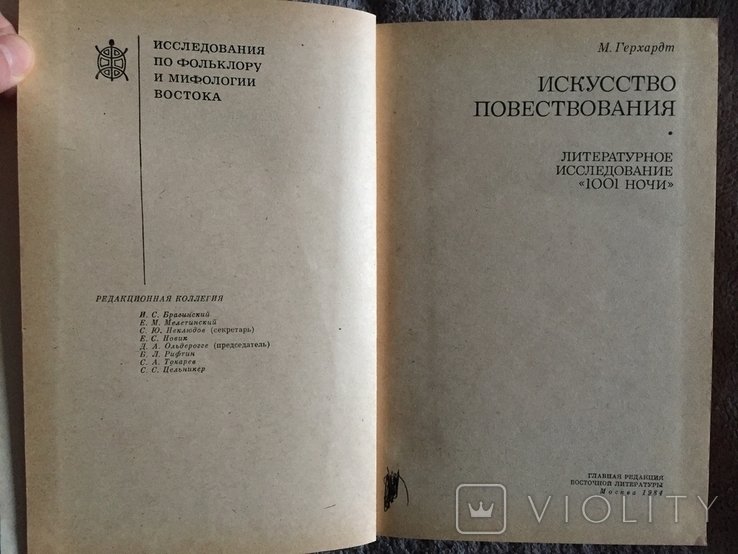 ИССЛЕДОВАНИЯ
ПО ФОЛЬКЛОРУ
И МИФОЛОГИИ
ВОСТОКА
РЕДАКЦИОННАЯ КОЛЛЕГИЯ
И. С. Брагинский
Е. М. Мелетинский
С. Ю. Неклюдов (секретарь)
Е. С. Новик
Д. А. Ольдерогге (председатель)
Б. Л. Рифтин
С. А. Токарев
С. С. Цельникер
М. Герхардт
ИСКУССТВО
ПОВЕСТВОВАНИЯ
ЛИТЕРАТУРНОЕ
ИССЛЕДОВАНИЕ
«1001 НОЧИ»
ГЛАВНАЯ РЕДАКЦИЯ
ВОСТОЧНОЙ ЛИТЕРАТУРЫ
Москва 1984
VIOLITY